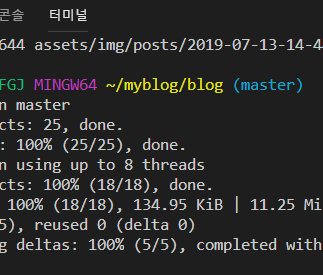 콘솔 터미널
644 assets/img/posts/2019-07-13-14-4
FGJ MINGW64 ~/myblog/blog (master)
n master
cts: 25, done.
: 100% (25/25), done.
n using up to 8 threads
cts: 100% (18/18), done.
100% (18/18), 134.95 KiB | 11.25 Mi
5), reused 0 (delta 0)
g deltas: 100% (5/5), completed with